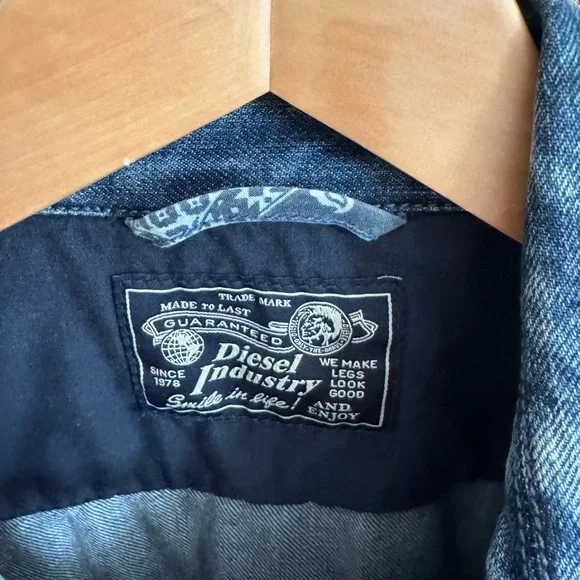 TRADE MARK
MADE TO LAST
GUARANTEED
Diesel
Industry
SINCE
1978
WE MAKE
LEGS
LOOK
GOOD
Smile in life!
AND
ENJOY